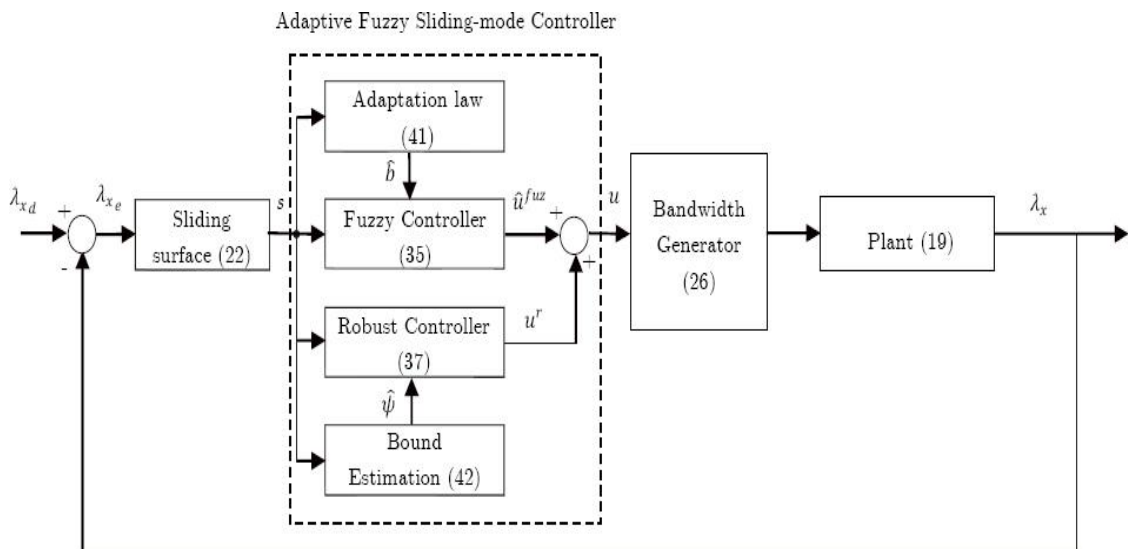 Adaptive Fuzzy Sliding-mode Controller
Adaptation law
(41)
b̂
λ_{x_d}
+
-
λ_{x_e}
Sliding
surface (22)
s
Fuzzy Controller
(35)
û^{fuz}
+
+
u
Bandwidth
Generator
(26)
Plant (19)
λ_x
Robust Controller
(37)
u^r
ψ̂
Bound
Estimation (42)